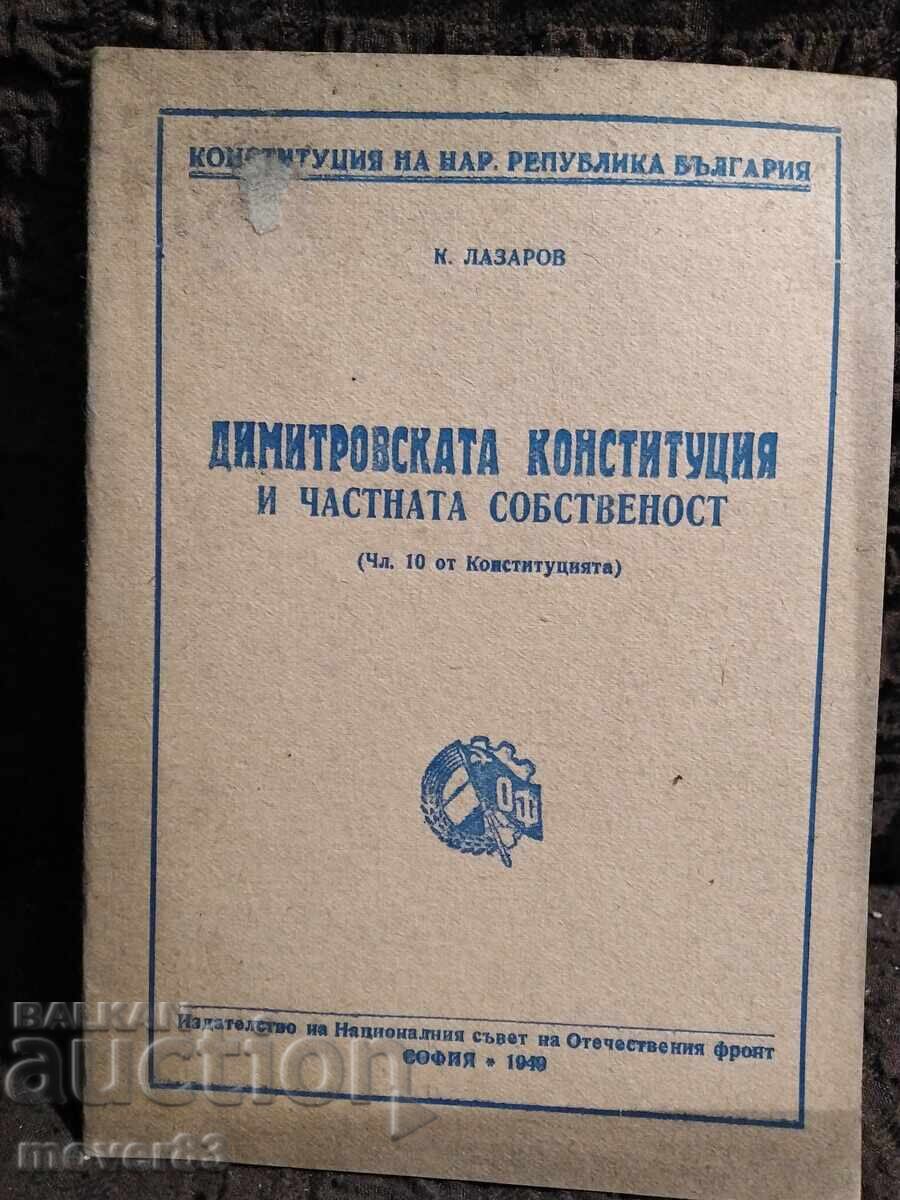 КОНСТИТУЦИЯ НА НАР. РЕПУБЛИКА БЪЛГАРИЯ
К. ЛАЗАРОВ
ДИМИТРОВСКАТА КОНСТИТУЦИЯ
И ЧАСТНАТА СОБСТВЕНОСТ
(Чл. 10 от Конституцията)
ОФ
Издателство на Националния съвет на Отечествения фронт
СОФИЯ * 1949
BALKAN
auction
mover63